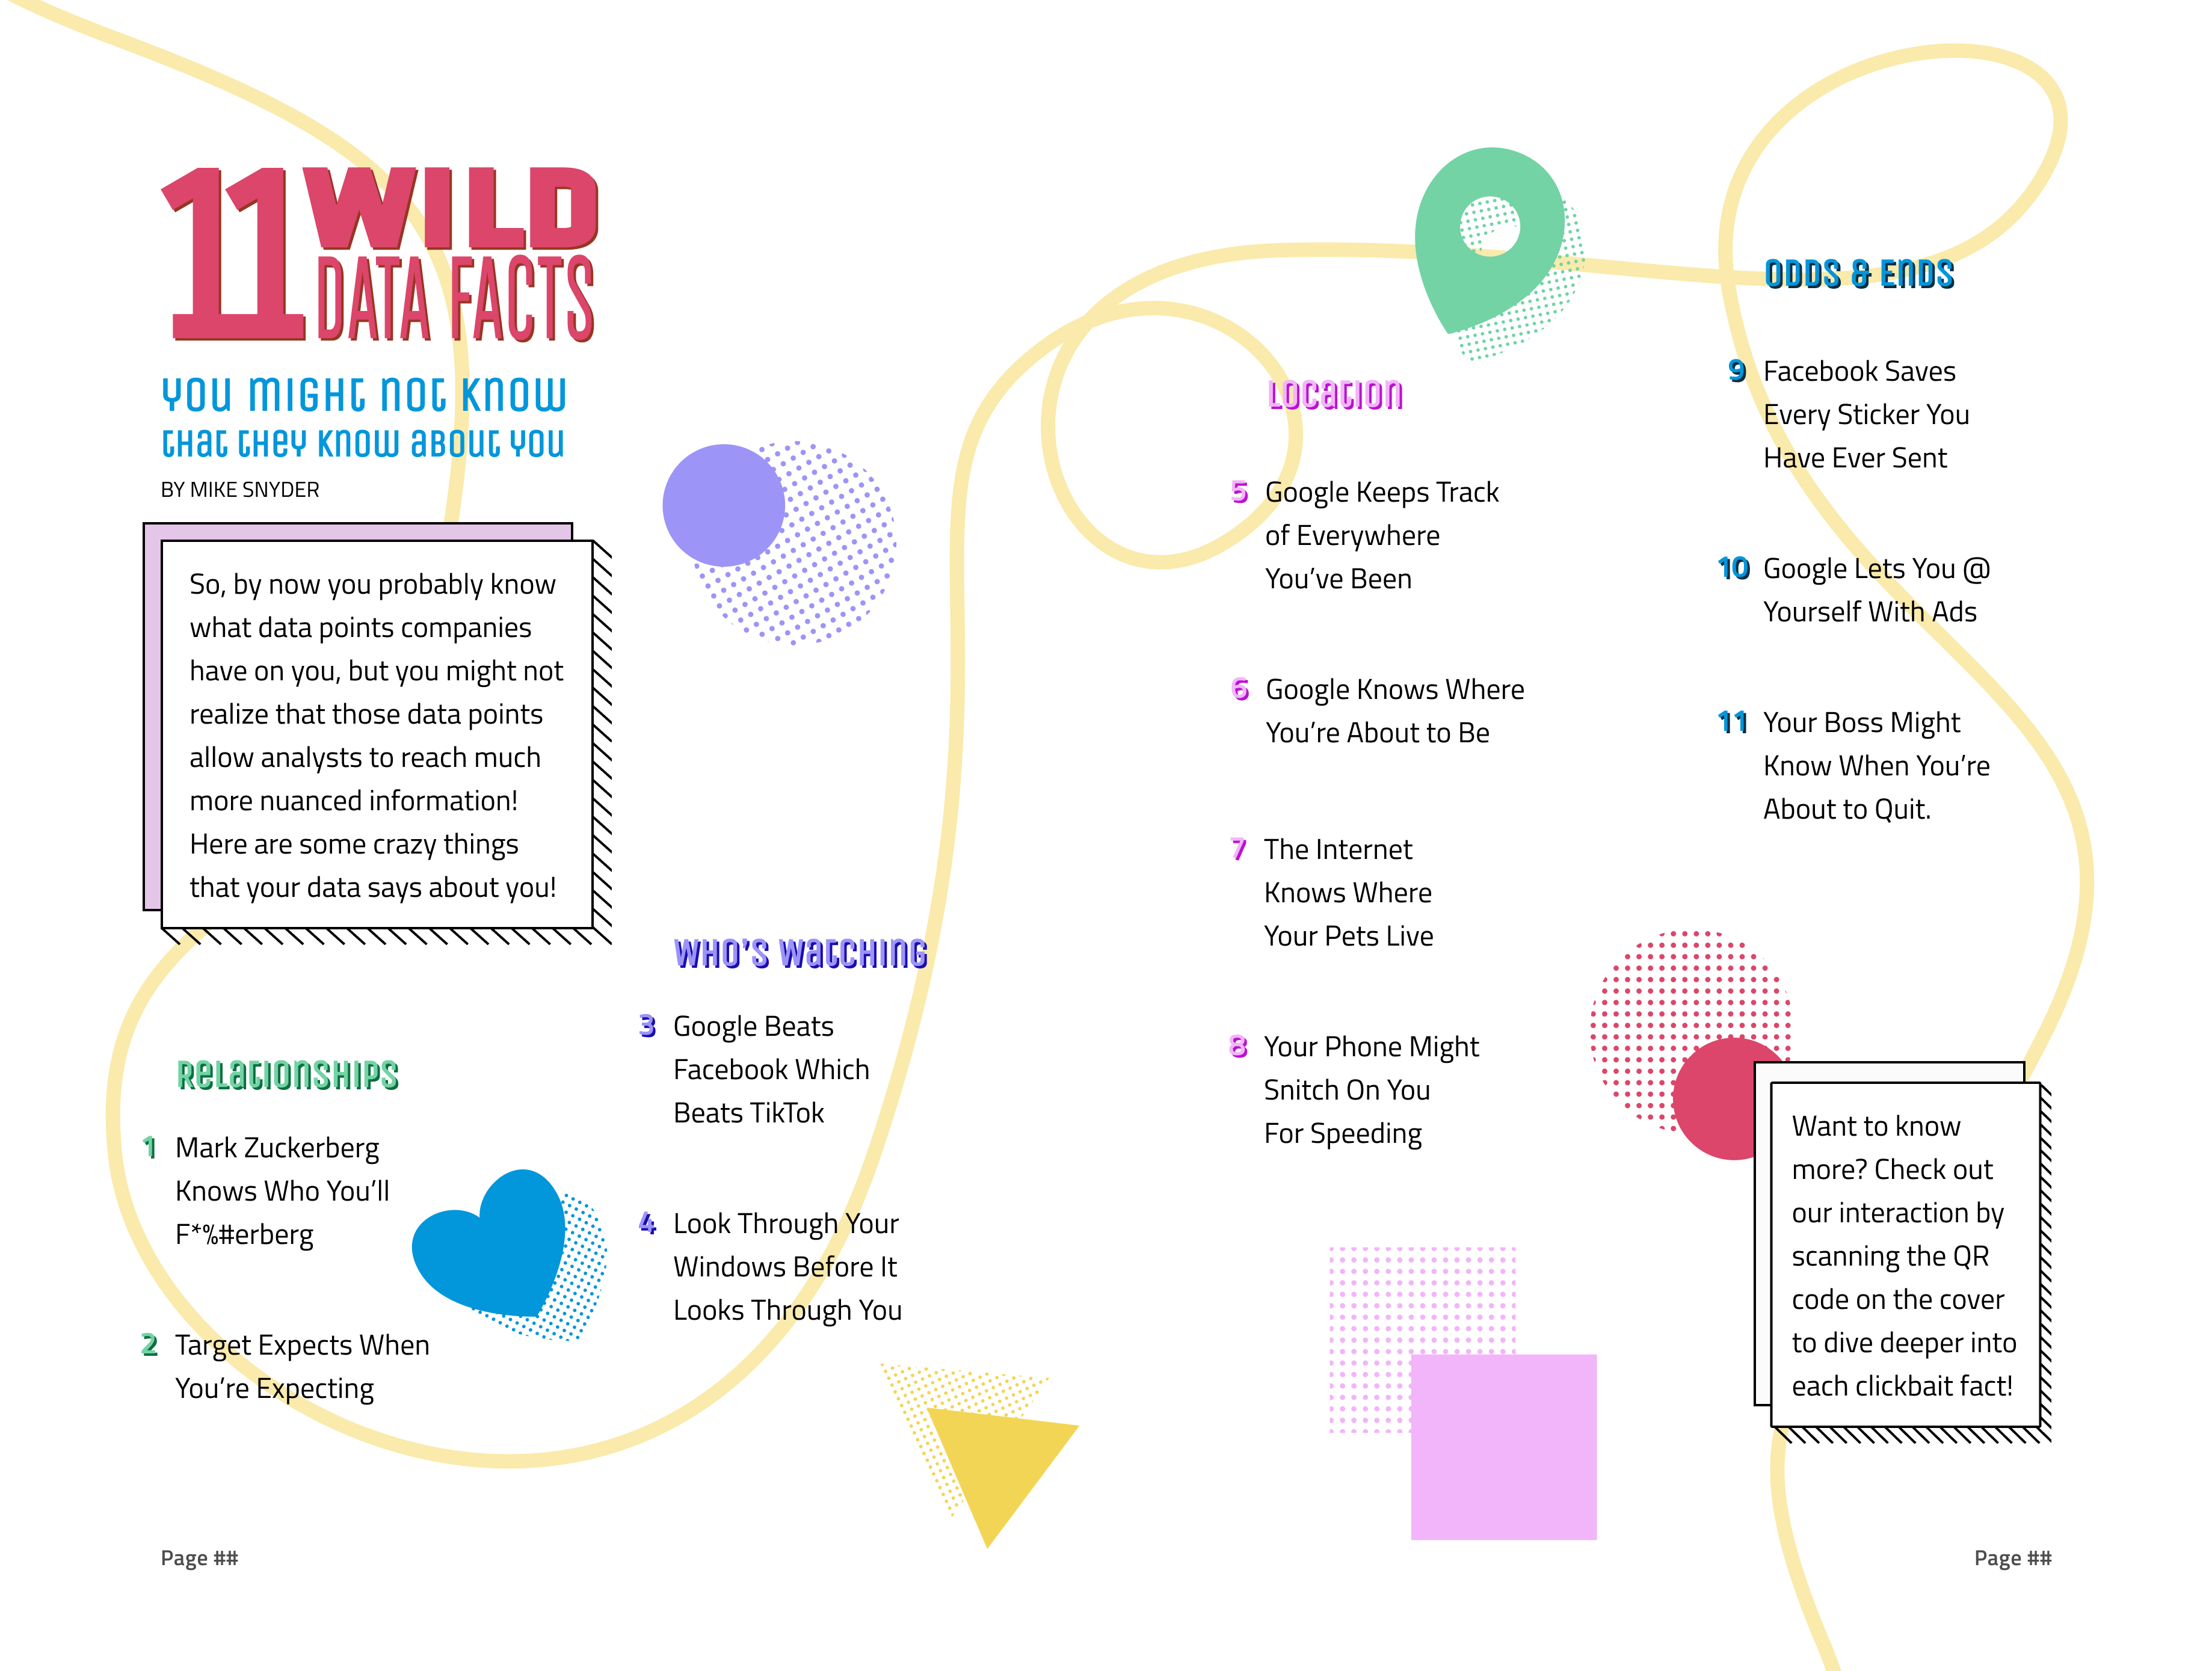 11 WILD
DATA FACTS
YOU MIGHT NOT KNOW
THAT THEY KNOW ABOUT YOU
BY MIKE SNYDER
So, by now you probably know
what data points companies
have on you, but you might not
realize that those data points
allow analysts to reach much
more nuanced information!
Here are some crazy things
that your data says about you!
RELATIONSHIPS
1 Mark Zuckerberg
Knows Who You’ll
F*%#erberg
2 Target Expects When
You’re Expecting
WHO’S WATCHING
3 Google Beats
Facebook Which
Beats TikTok
4 Look Through Your
Windows Before It
Looks Through You
LOCATION
5 Google Keeps Track
of Everywhere
You’ve Been
6 Google Knows Where
You’re About to Be
7 The Internet
Knows Where
Your Pets Live
8 Your Phone Might
Snitch On You
For Speeding
ODDS & ENDS
9 Facebook Saves
Every Sticker You
Have Ever Sent
10 Google Lets You @
Yourself With Ads
11 Your Boss Might
Know When You’re
About to Quit.
Want to know
more? Check out
our interaction by
scanning the QR
code on the cover
to dive deeper into
each clickbait fact!
Page ##
Page ##